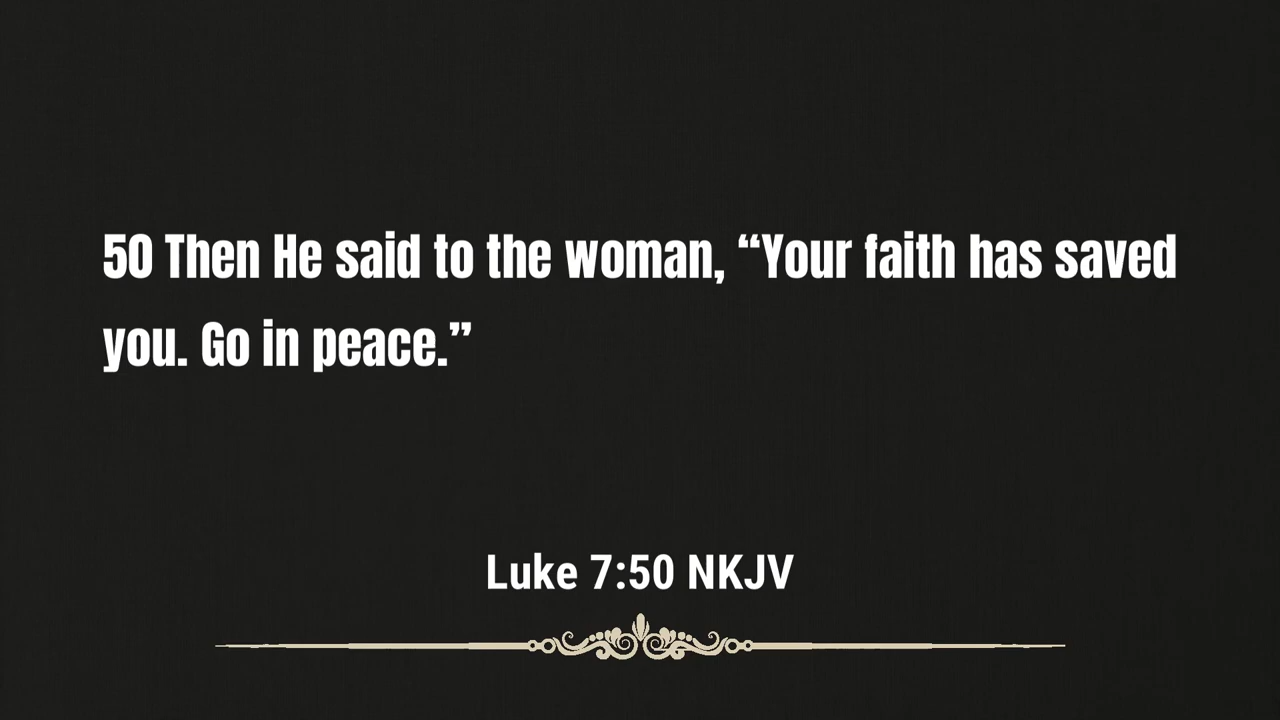 50 Then He said to the woman, “Your faith has saved
you. Go in peace.”
Luke 7:50 NKJV